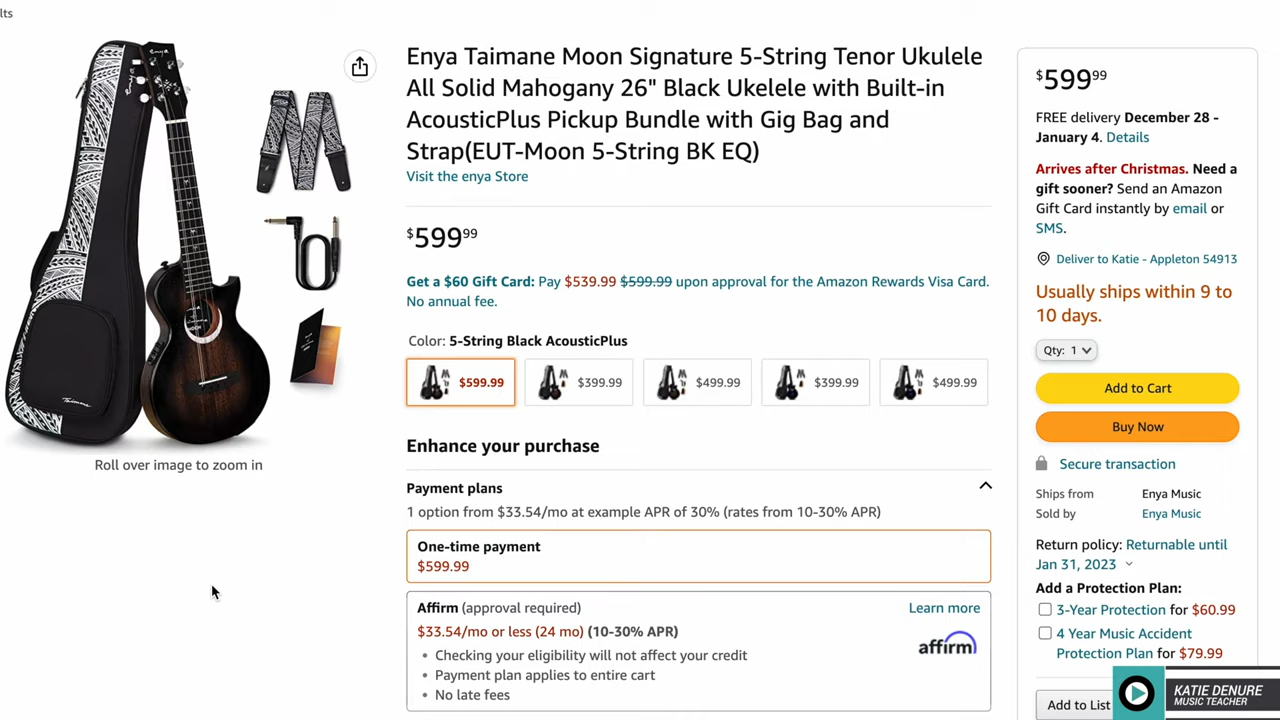 lts
Enya Taimane Moon Signature 5-String Tenor Ukulele
All Solid Mahogany 26" Black Ukelele with Built-in
AcousticPlus Pickup Bundle with Gig Bag and
Strap(EUT-Moon 5-String BK EQ)
Visit the enya Store
$599 99
Get a $60 Gift Card: Pay $539.99 $599.99 upon approval for the Amazon Rewards Visa Card.
No annual fee.
Color: 5-String Black AcousticPlus
$599.99 $399.99 $499.99 $399.99 $499.99
Roll over image to zoom in
Enhance your purchase
Payment plans
1 option from $33.54/mo at example APR of 30% (rates from 10-30% APR)
One-time payment
$599.99
Affirm (approval required) Learn more
$33.54/mo or less (24 mo) (10-30% APR)
affirm
• Checking your eligibility will not affect your credit
• Payment plan applies to entire cart
• No late fees
$599 99
FREE delivery December 28 -
January 4. Details
Arrives after Christmas. Need a
gift sooner? Send an Amazon
Gift Card instantly by email or
SMS.
Deliver to Katie - Appleton 54913
Usually ships within 9 to
10 days.
Qty: 1
Add to Cart
Buy Now
Secure transaction
Ships from Enya Music
Sold by Enya Music
Return policy: Returnable until
Jan 31, 2023
Add a Protection Plan:
3-Year Protection for $60.99
4 Year Music Accident
Protection Plan for $79.99
Add to List
KATIE DENURE
MUSIC TEACHER
enya
enya
Taimane
MOON
Taimane